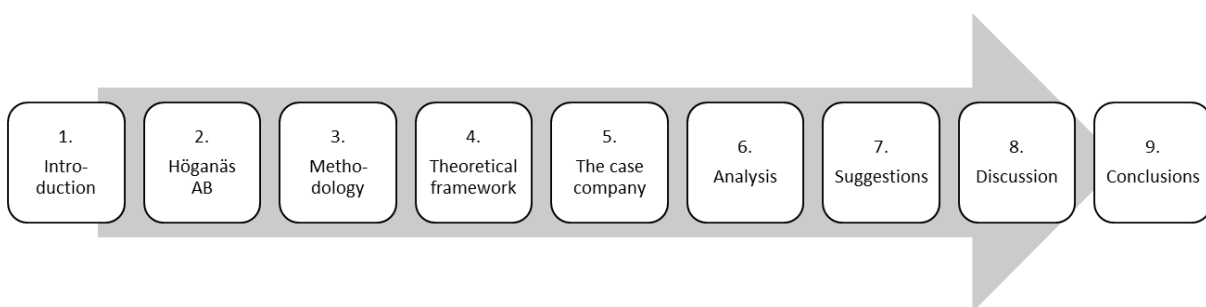 1.
Intro-
duction
2.
Höganäs
AB
3.
Metho-
dology
4.
Theoretical
framework
5.
The case
company
6.
Analysis
7.
Suggestions
8.
Discussion
9.
Conclusions